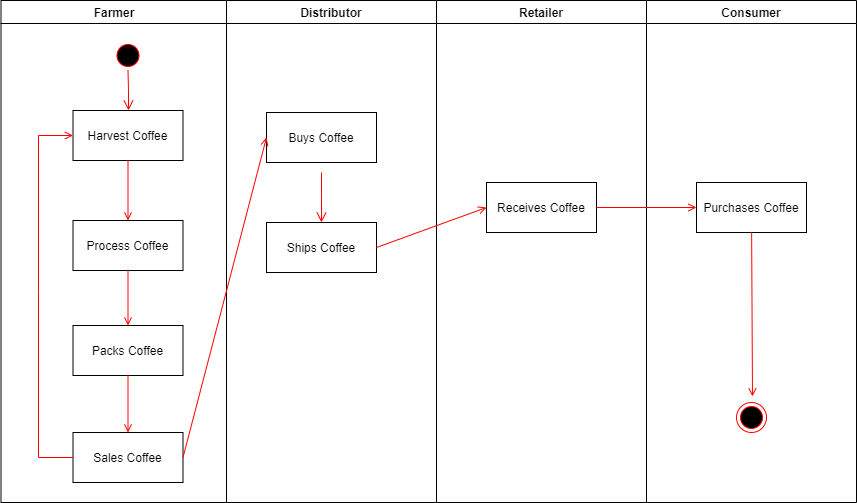 Farmer
Distributor
Retailer
Consumer
Harvest Coffee
Process Coffee
Packs Coffee
Sales Coffee
Buys Coffee
Ships Coffee
Receives Coffee
Purchases Coffee